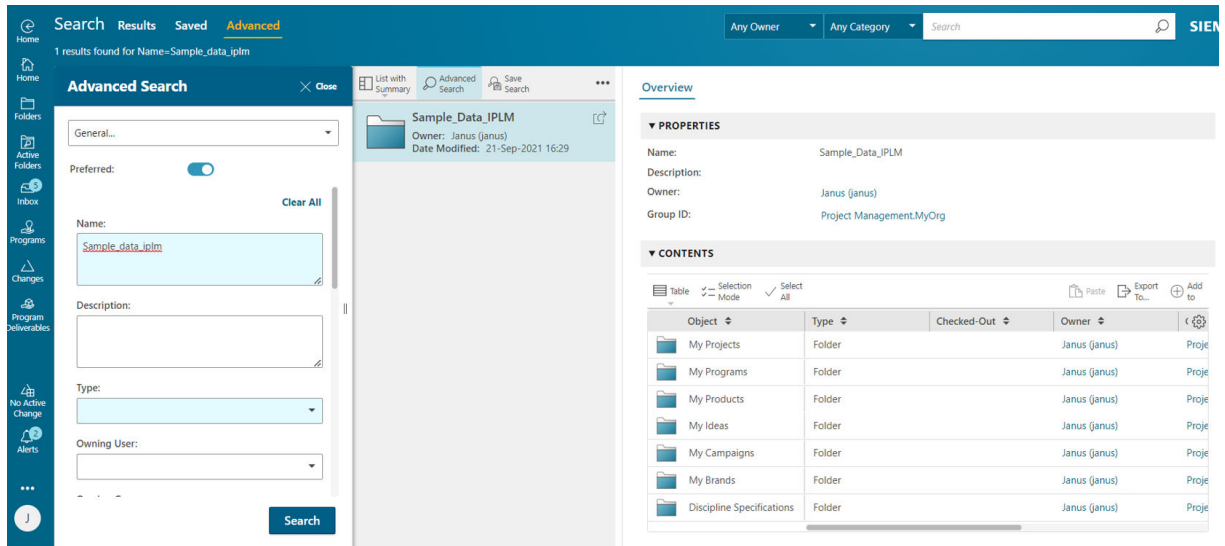 Home
Home
Folders
Active
Folders
5
Inbox
Programs
Changes
Program
Deliverables
No Active
Change
2
Alerts
J
Search Results Saved Advanced
1 results found for Name=Sample_data_iplm
Any Owner
Any Category
Search
SIEM
Advanced Search
Close
General...
Preferred:
Clear All
Name:
Sample_data_iplm
Description:
Type:
Owning User:
Search
List with
Summary
Advanced
Search
Save
Search
Sample_Data_IPLM
Owner: Janus (janus)
Date Modified: 21-Sep-2021 16:29
Overview
PROPERTIES
Name: Sample_Data_IPLM
Description:
Owner: Janus (janus)
Group ID: Project Management.MyOrg
CONTENTS
Table
Selection
Mode
Select
All
Paste
Export
To...
Add
to
Object Type Checked-Out Owner
My Projects Folder Janus (janus) Proje
My Programs Folder Janus (janus) Proje
My Products Folder Janus (janus) Proje
My Ideas Folder Janus (janus) Proje
My Campaigns Folder Janus (janus) Proje
My Brands Folder Janus (janus) Proje
Discipline Specifications Folder Janus (janus) Proje